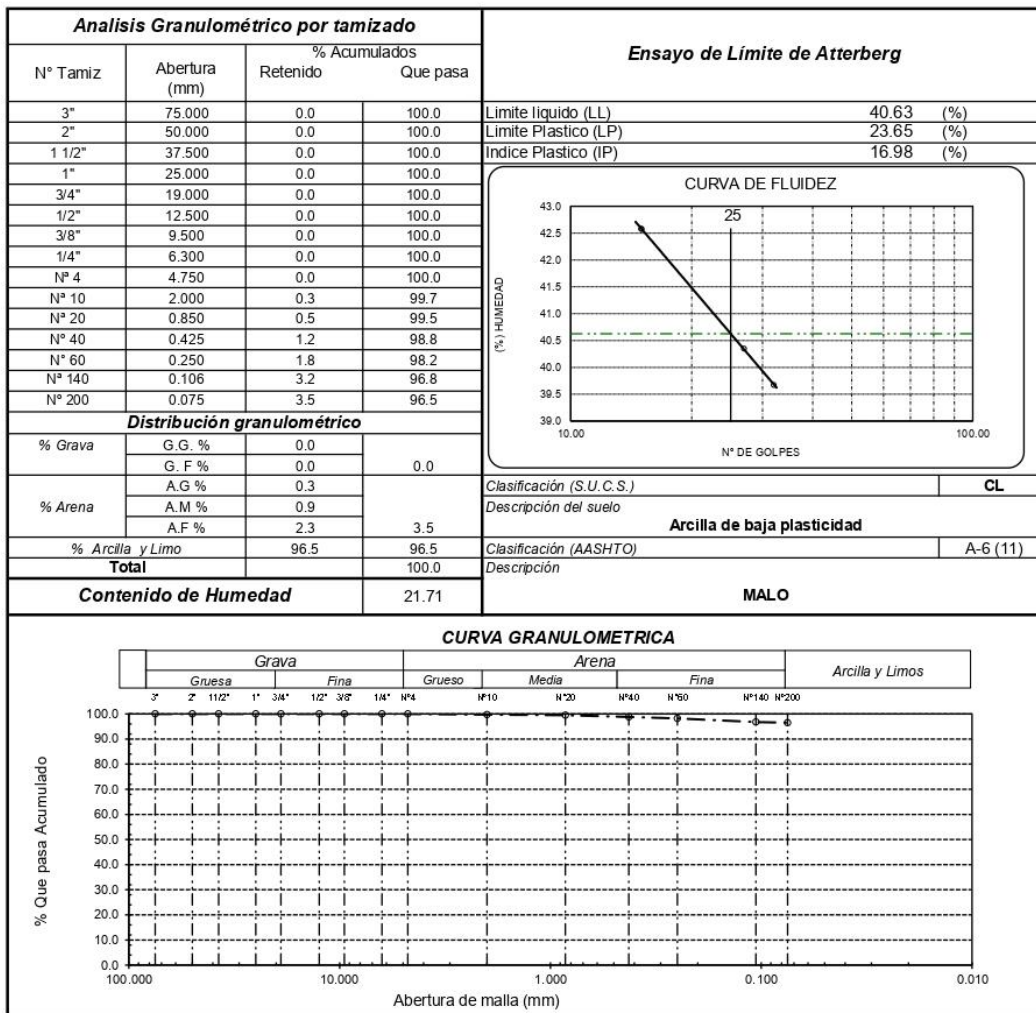 Analisis Granulométrico por tamizado
N° Tamiz Abertura (mm) % Acumulados
Retenido Que pasa
3" 75.000 0.0 100.0
2" 50.000 0.0 100.0
1 1/2" 37.500 0.0 100.0
1" 25.000 0.0 100.0
3/4" 19.000 0.0 100.0
1/2" 12.500 0.0 100.0
3/8" 9.500 0.0 100.0
1/4" 6.300 0.0 100.0
Nª 4 4.750 0.0 100.0
Nª 10 2.000 0.3 99.7
Nª 20 0.850 0.5 99.5
N° 40 0.425 1.2 98.8
N° 60 0.250 1.8 98.2
Nª 140 0.106 3.2 96.8
N° 200 0.075 3.5 96.5
Distribución granulométrico
% Grava G.G. % 0.0
G. F % 0.0 0.0
A.G % 0.3
% Arena A.M % 0.9
A.F % 2.3 3.5
% Arcilla y Limo 96.5 96.5
Total 100.0
Contenido de Humedad 21.71
Ensayo de Límite de Atterberg
Limite liquido (LL) 40.63 (%)
Limite Plastico (LP) 23.65 (%)
Indice Plastico (IP) 16.98 (%)
CURVA DE FLUIDEZ
25
43.0
42.5
42.0
41.5
41.0
40.5
40.0
39.5
39.0
(%) HUMEDAD
10.00 100.00
N° DE GOLPES
Clasificación (S.U.C.S.) CL
Descripción del suelo
Arcilla de baja plasticidad
Clasificación (AASHTO) A-6 (11)
Descripción
MALO
CURVA GRANULOMETRICA
Grava Arena Arcilla y Limos
Gruesa Fina Grueso Media Fina
3" 2" 11/2" 1" 3/4" 1/2" 3/8" 1/4" N°4 N°10 N°20 N°40 N°60 N°140 N°200
100.0
90.0
80.0
70.0
60.0
50.0
40.0
30.0
20.0
10.0
0.0
% Que pasa Acumulado
100.000 10.000 1.000 0.100 0.010
Abertura de malla (mm)